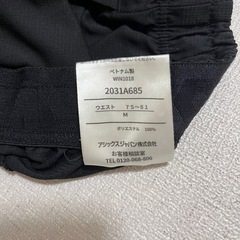 ベトナム製
WIN1018
2031A685
ウエスト 75~81
M
ポリエステル 100%
アシックスジャパン株式会社
お客様相談室
TEL 0120-068-806